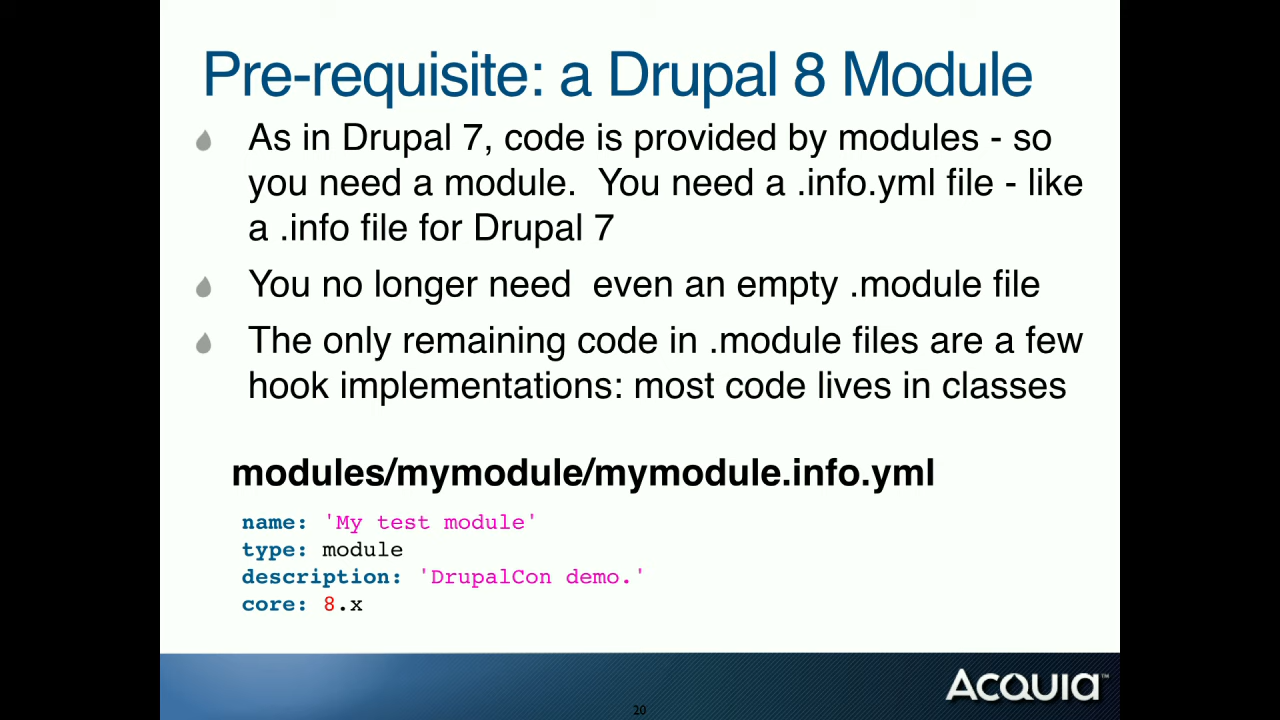 Pre-requisite: a Drupal 8 Module
As in Drupal 7, code is provided by modules - so
you need a module.  You need a .info.yml file - like
a .info file for Drupal 7
You no longer need  even an empty .module file
The only remaining code in .module files are a few
hook implementations: most code lives in classes
modules/mymodule/mymodule.info.yml
name: 'My test module'
type: module
description: 'DrupalCon demo.'
core: 8.x
ACQUIA™
20